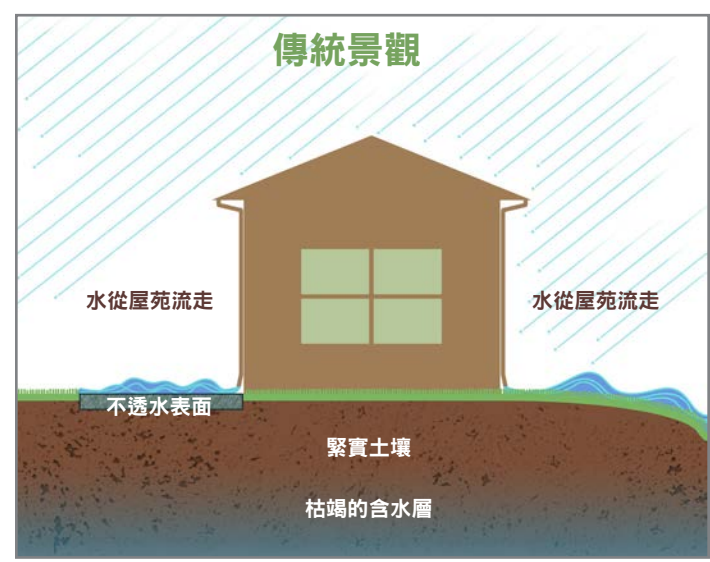 傳統景觀
水從屋苑流走
水從屋苑流走
不透水表面
緊實土壤
枯竭的含水層